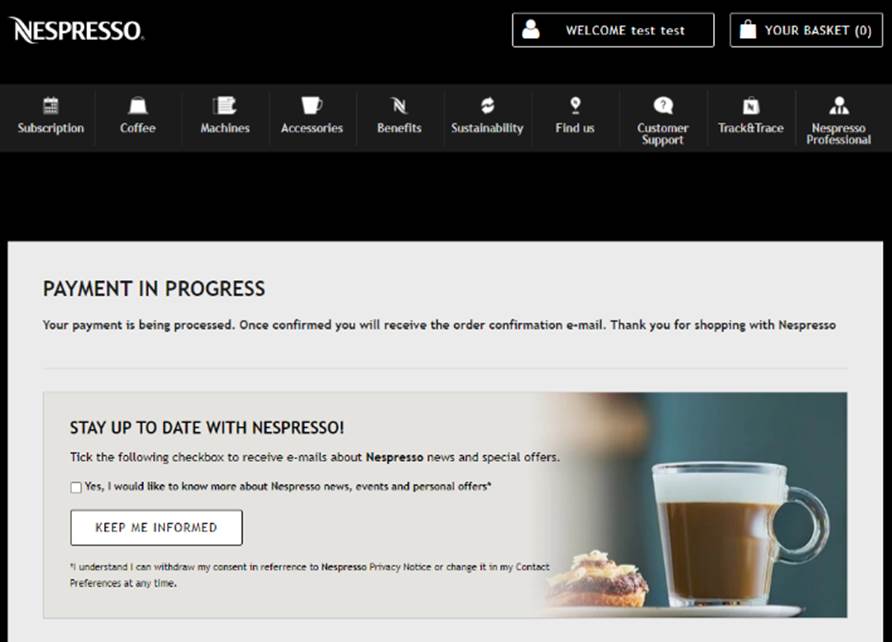 NESPRESSO.
WELCOME test test
YOUR BASKET (0)
Subscription
Coffee
Machines
Accessories
Benefits
Sustainability
Find us
Customer
Support
Track&Trace
Nespresso
Professional
PAYMENT IN PROGRESS
Your payment is being processed. Once confirmed you will receive the order confirmation e-mail. Thank you for shopping with Nespresso
STAY UP TO DATE WITH NESPRESSO!
Tick the following checkbox to receive e-mails about Nespresso news and special offers.
Yes, I would like to know more about Nespresso news, events and personal offers*
KEEP ME INFORMED
*I understand I can withdraw my consent in referrence to Nespresso Privacy Notice or change it in my Contact
Preferences at any time.